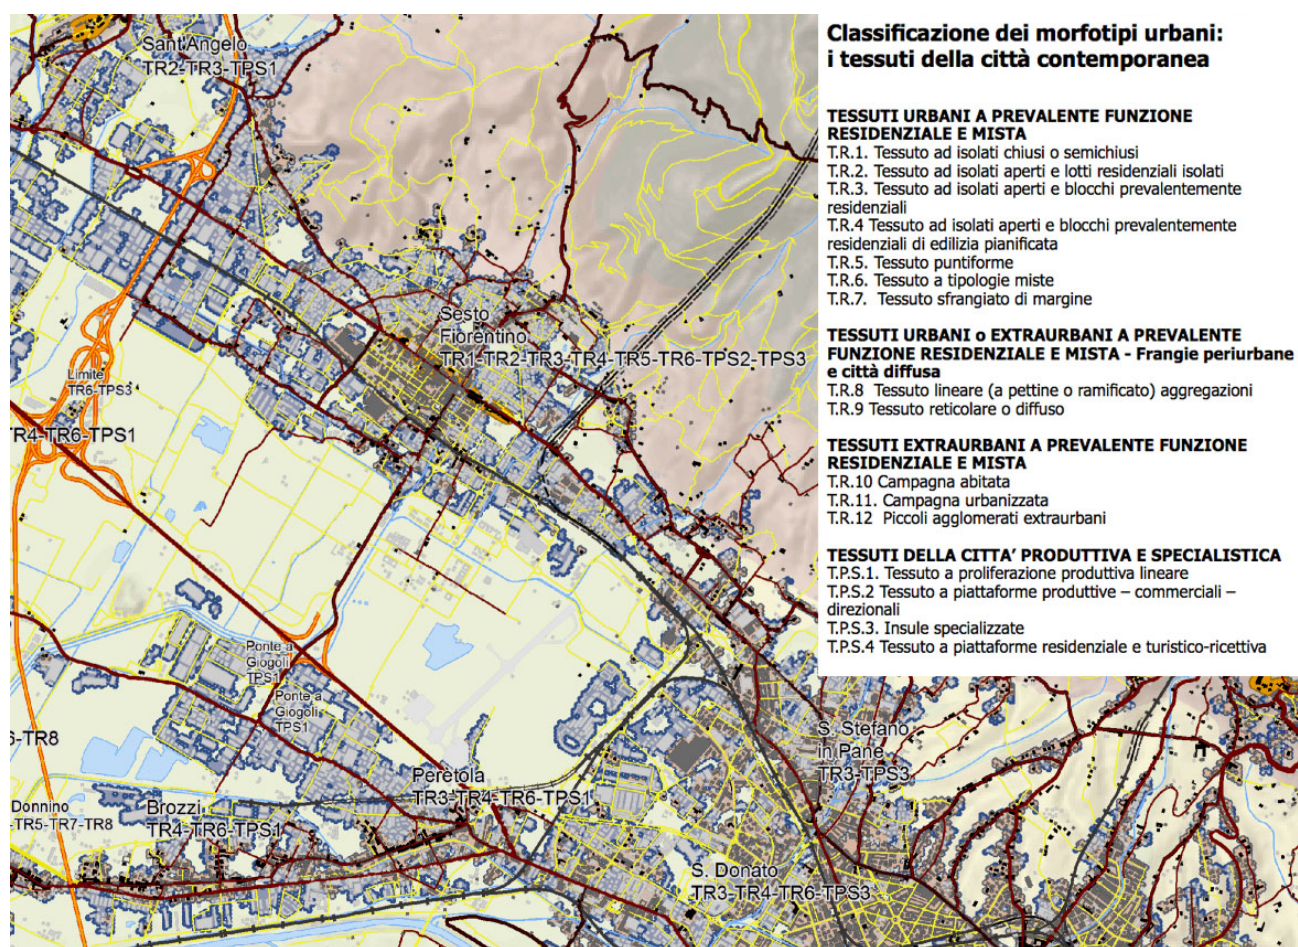 Sant'Angelo
TR2-TR3-TPS1
Sesto
Fiorentino
TR1-TR2-TR3-TR4-TR5-TR6-TPS2-TPS3
Limite
TR6-TPS3
TR4-TR6-TPS1
Ponte a
Giogoli
TPS1
Ponte a
Giogoli
TPS1
6-TR8
S. Stefano
in Pane
TR3-TPS3
Peretola
TR3-TR4-TR6-TPS1
Donnino
-TR5-TR7-TR8
Brozzi
TR4-TR6-TPS1
S. Donato
TR3-TR4-TR6-TPS3
Classificazione dei morfotipi urbani:
i tessuti della città contemporanea
TESSUTI URBANI A PREVALENTE FUNZIONE
RESIDENZIALE E MISTA
T.R.1. Tessuto ad isolati chiusi o semichiusi
T.R.2. Tessuto ad isolati aperti e lotti residenziali isolati
T.R.3. Tessuto ad isolati aperti e blocchi prevalentemente
residenziali
T.R.4 Tessuto ad isolati aperti e blocchi prevalentemente
residenziali di edilizia pianificata
T.R.5. Tessuto puntiforme
T.R.6. Tessuto a tipologie miste
T.R.7. Tessuto sfrangiato di margine
TESSUTI URBANI o EXTRAURBANI A PREVALENTE
FUNZIONE RESIDENZIALE E MISTA - Frangie periurbane
e città diffusa
T.R.8 Tessuto lineare (a pettine o ramificato) aggregazioni
T.R.9 Tessuto reticolare o diffuso
TESSUTI EXTRAURBANI A PREVALENTE FUNZIONE
RESIDENZIALE E MISTA
T.R.10 Campagna abitata
T.R.11. Campagna urbanizzata
T.R.12 Piccoli agglomerati extraurbani
TESSUTI DELLA CITTA' PRODUTTIVA E SPECIALISTICA
T.P.S.1. Tessuto a proliferazione produttiva lineare
T.P.S.2 Tessuto a piattaforme produttive – commerciali –
direzionali
T.P.S.3. Insule specializzate
T.P.S.4 Tessuto a piattaforme residenziale e turistico-ricettiva